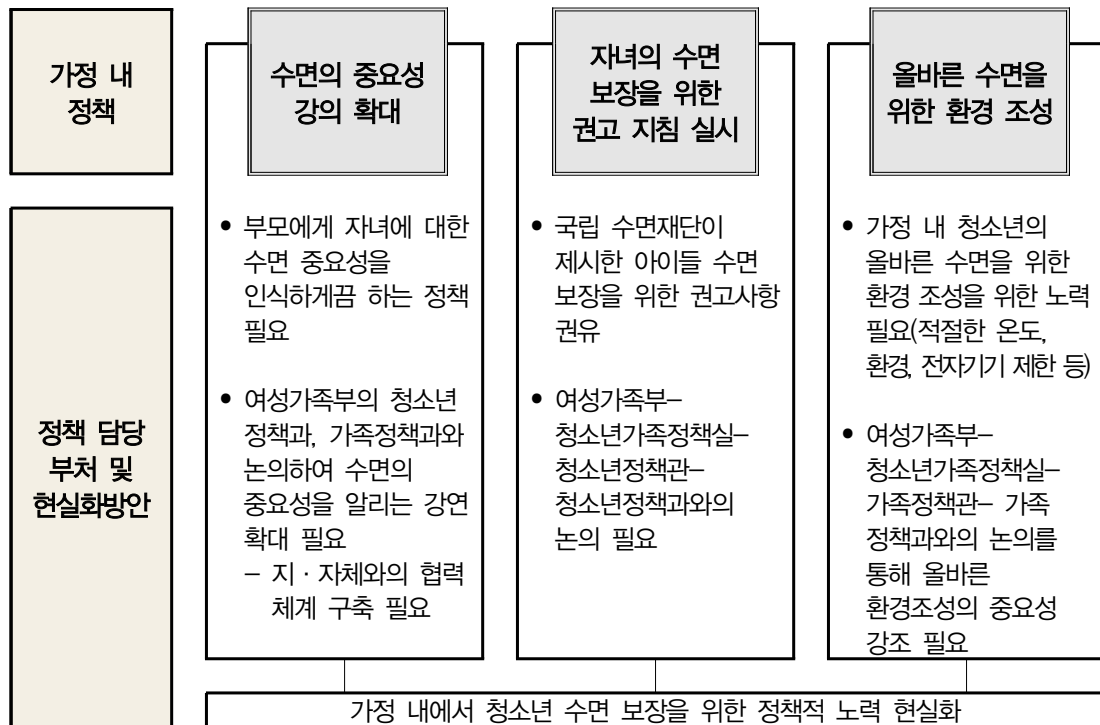 가정 내
정책
수면의 중요성
강의 확대
자녀의 수면
보장을 위한
권고 지침 실시
올바른 수면을
위한 환경 조성
정책 담당
부처 및
현실화방안
• 부모에게 자녀에 대한
수면 중요성을
인식하게끔 하는 정책
필요
• 여성가족부의 청소년
정책과, 가족정책과와
논의하여 수면의
중요성을 알리는 강연
확대 필요
– 지 · 자체와의 협력
체계 구축 필요
• 국립 수면재단이
제시한 아이들 수면
보장을 위한 권고사항
권유
• 여성가족부–
청소년가족정책실–
청소년정책관–
청소년정책과와의
논의 필요
• 가정 내 청소년의
올바른 수면을 위한
환경 조성을 위한 노력
필요(적절한 온도,
환경, 전자기기 제한 등)
• 여성가족부–
청소년가족정책실–
가족정책관– 가족
정책과와의 논의를
통해 올바른
환경조성의 중요성
강조 필요
가정 내에서 청소년 수면 보장을 위한 정책적 노력 현실화